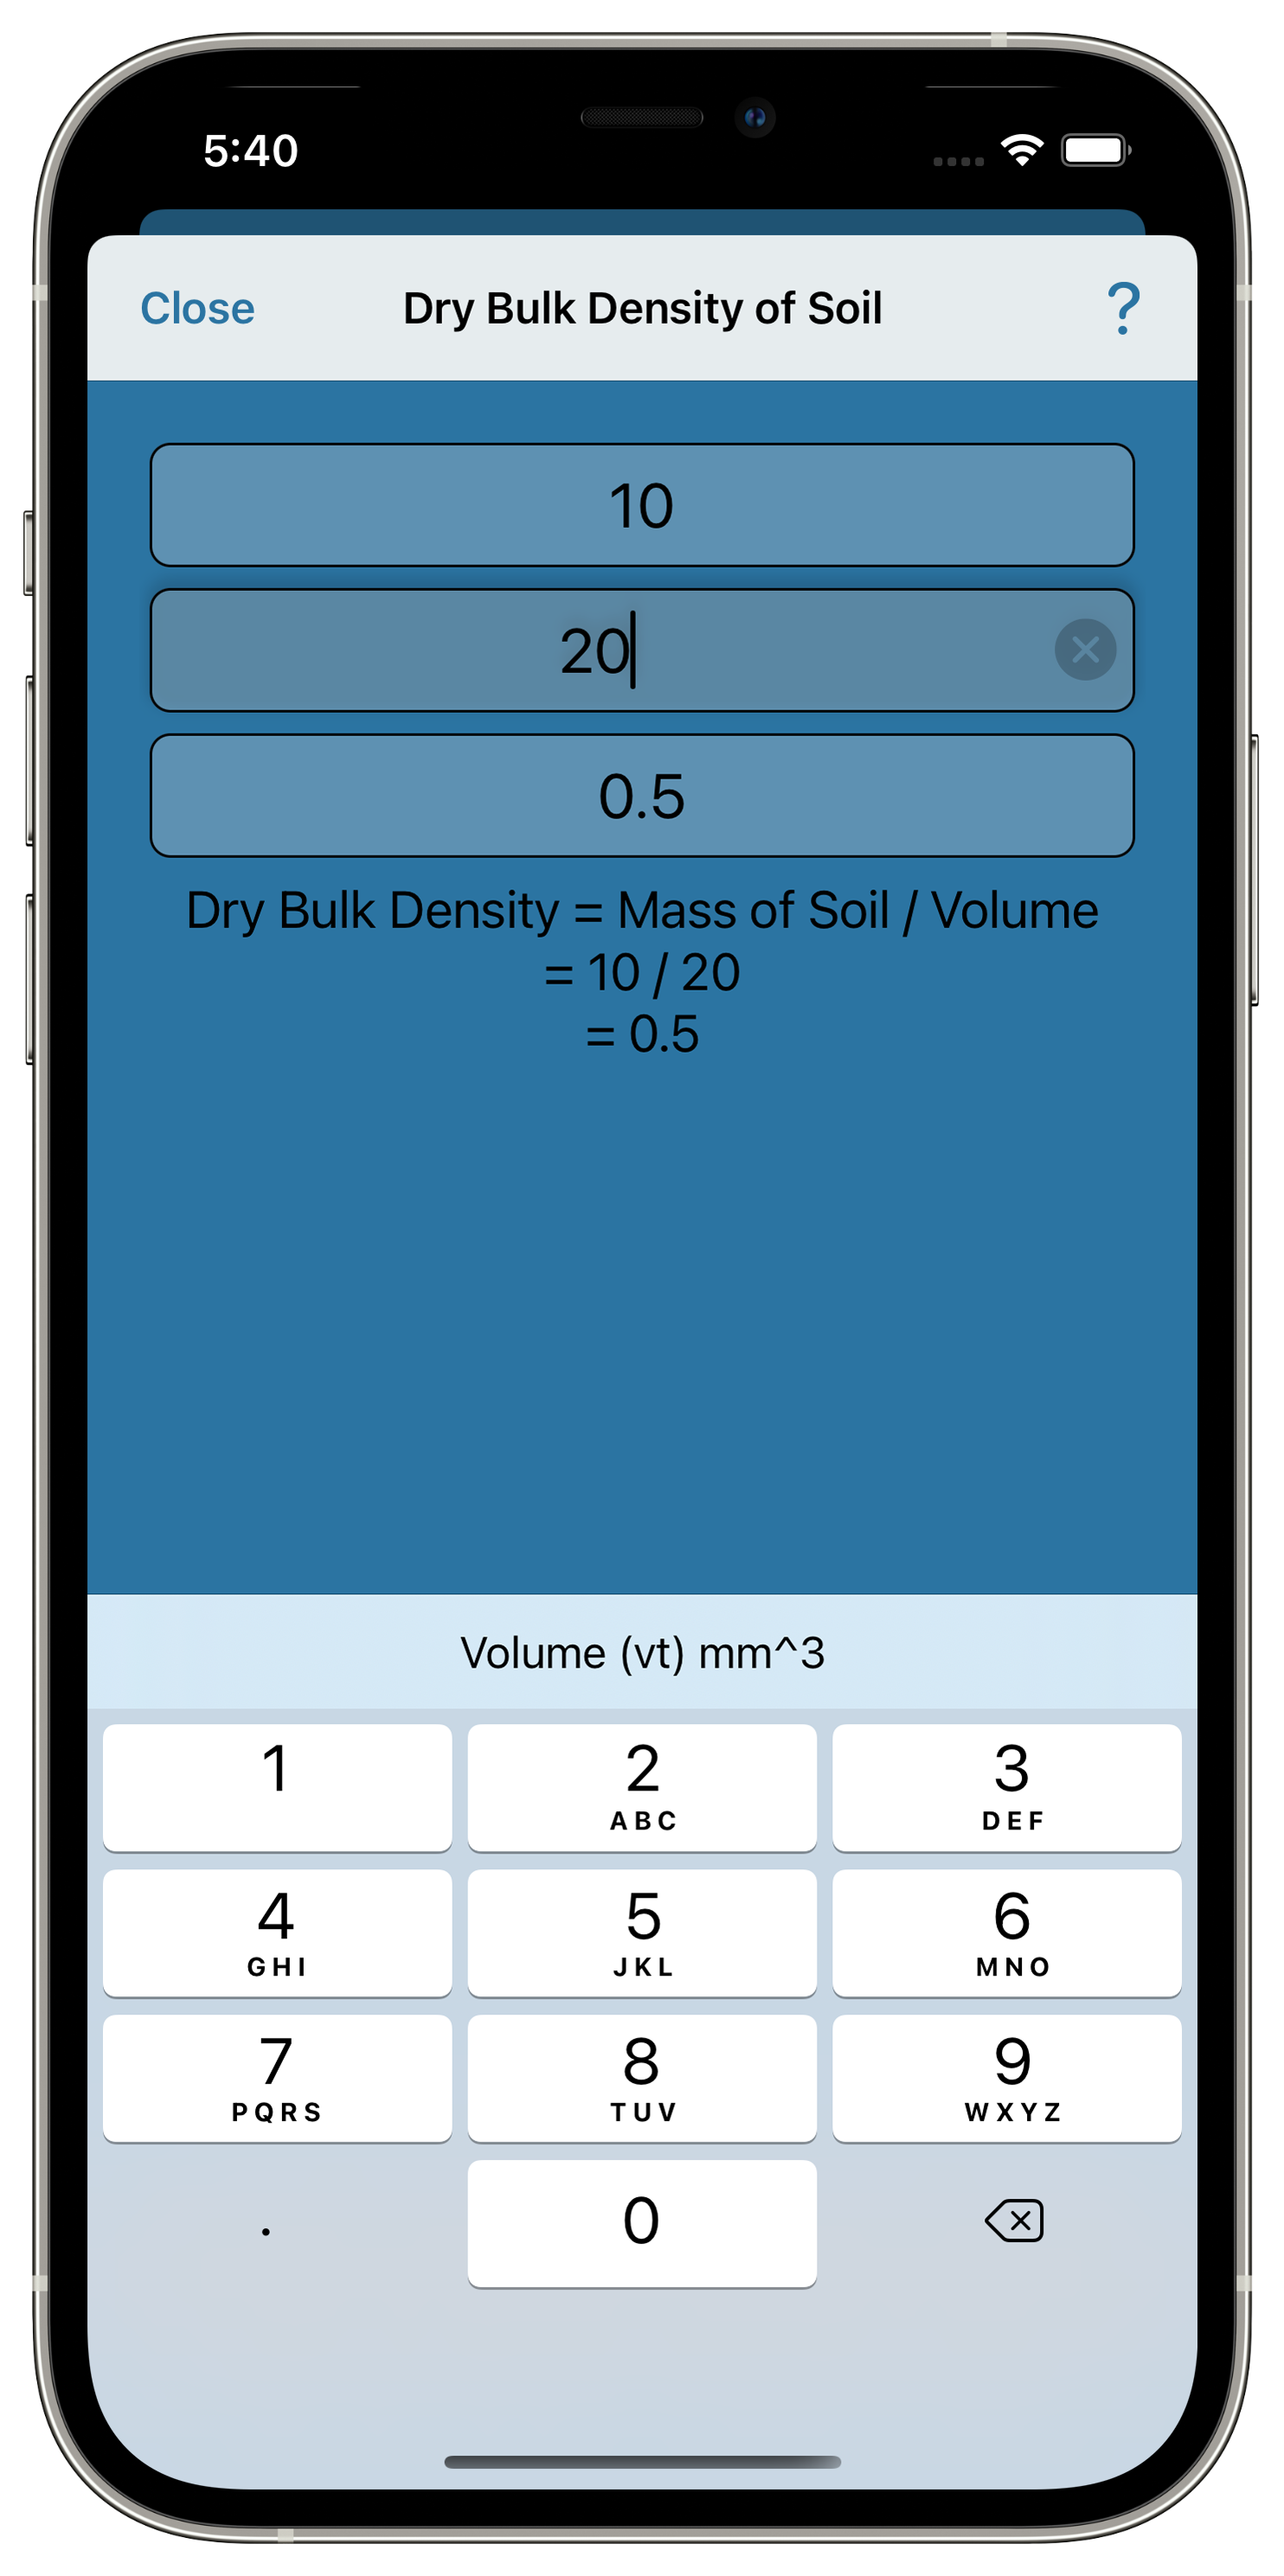 5:40
Close Dry Bulk Density of Soil ?
10
20
0.5
Dry Bulk Density = Mass of Soil / Volume
= 10 / 20
= 0.5
Volume (vt) mm^3
1 2 3
ABC DEF
4 5 6
GHI JKL MNO
7 8 9
PQRS TUV WXYZ
. 0